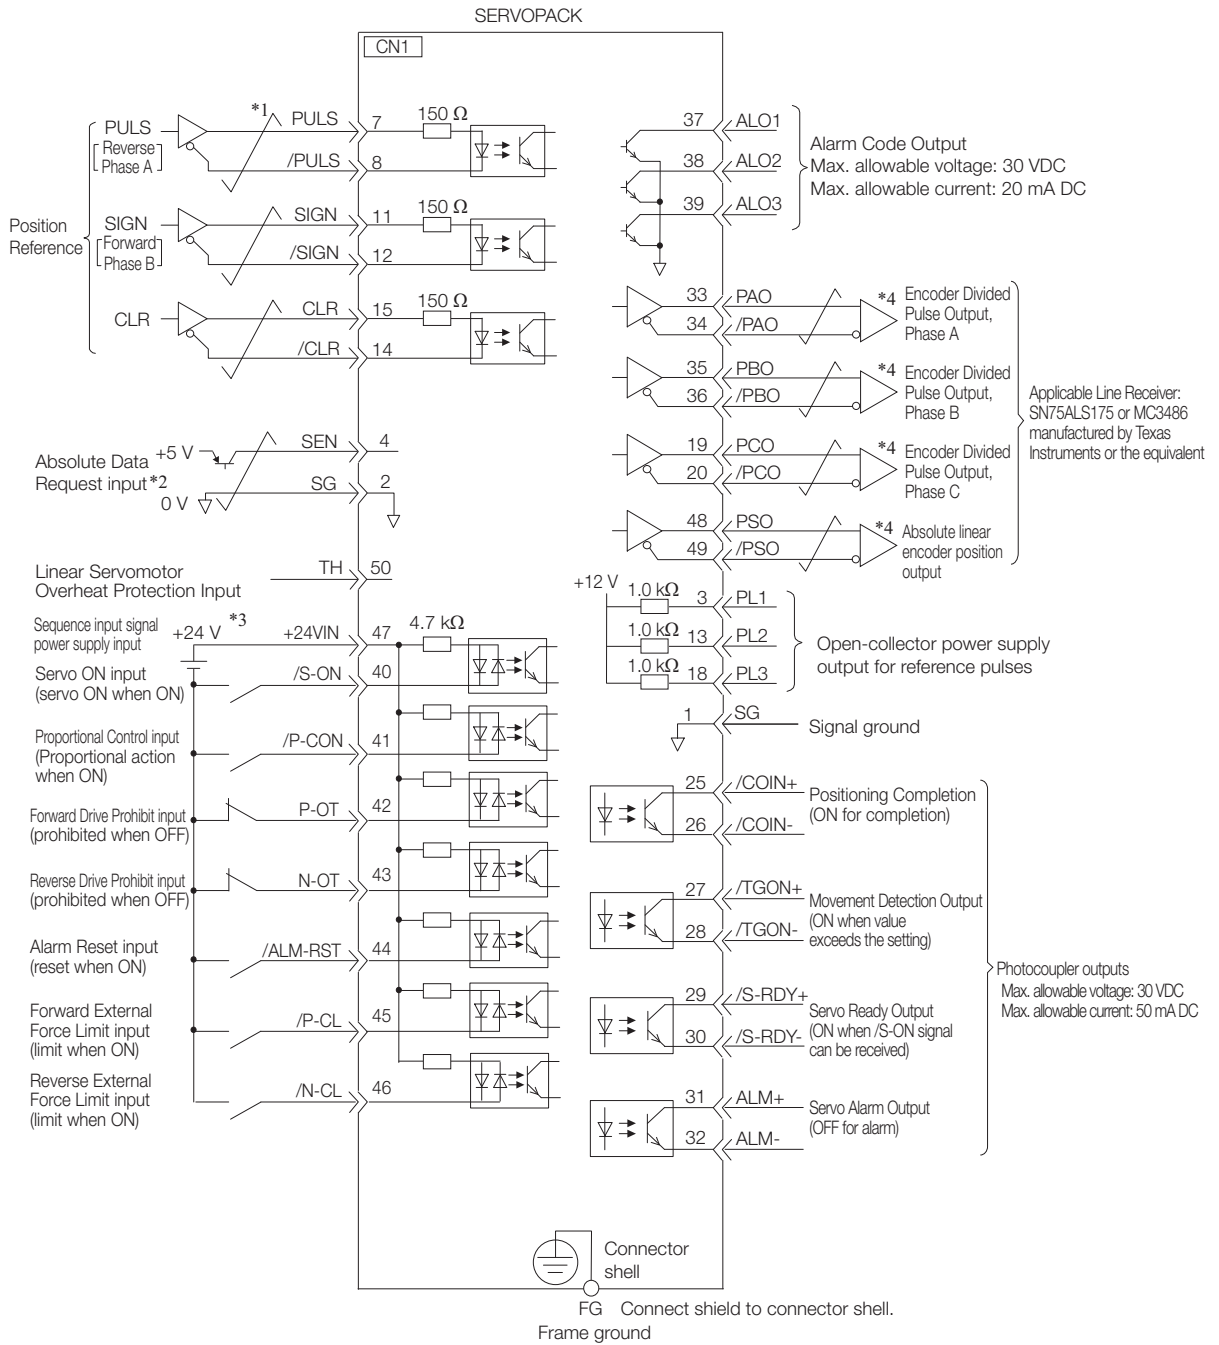 SERVOPACK
CN1
Position
Reference
PULS
Reverse
Phase A
*1
PULS
7
150 Ω
/PULS
8
SIGN
Forward
Phase B
SIGN
11
150 Ω
/SIGN
12
CLR
CLR
15
150 Ω
/CLR
14
Absolute Data
Request input*2
+5 V
SEN
4
0 V
SG
2
Linear Servomotor
Overheat Protection Input
TH
50
Sequence input signal
power supply input
+24 V
*3
+24VIN
47
4.7 kΩ
Servo ON input
(servo ON when ON)
/S-ON
40
Proportional Control input
(Proportional action
when ON)
/P-CON
41
Forward Drive Prohibit input
(prohibited when OFF)
P-OT
42
Reverse Drive Prohibit input
(prohibited when OFF)
N-OT
43
Alarm Reset input
(reset when ON)
/ALM-RST
44
Forward External
Force Limit input
(limit when ON)
/P-CL
45
Reverse External
Force Limit input
(limit when ON)
/N-CL
46
37
ALO1
38
ALO2
39
ALO3
Alarm Code Output
Max. allowable voltage: 30 VDC
Max. allowable current: 20 mA DC
33
PAO
34
/PAO
*4
Encoder Divided
Pulse Output,
Phase A
35
PBO
36
/PBO
*4
Encoder Divided
Pulse Output,
Phase B
19
PCO
20
/PCO
*4
Encoder Divided
Pulse Output,
Phase C
48
PSO
49
/PSO
*4
Absolute linear
encoder position
output
Applicable Line Receiver:
SN75ALS175 or MC3486
manufactured by Texas
Instruments or the equivalent
+12 V
1.0 kΩ
3
PL1
1.0 kΩ
13
PL2
1.0 kΩ
18
PL3
Open-collector power supply
output for reference pulses
1
SG
Signal ground
25
/COIN+
26
/COIN-
Positioning Completion
(ON for completion)
27
/TGON+
28
/TGON-
Movement Detection Output
(ON when value
exceeds the setting)
29
/S-RDY+
30
/S-RDY-
Servo Ready Output
(ON when /S-ON signal
can be received)
31
ALM+
32
ALM-
Servo Alarm Output
(OFF for alarm)
Photocoupler outputs
Max. allowable voltage: 30 VDC
Max. allowable current: 50 mA DC
Connector
shell
FG
Connect shield to connector shell.
Frame ground